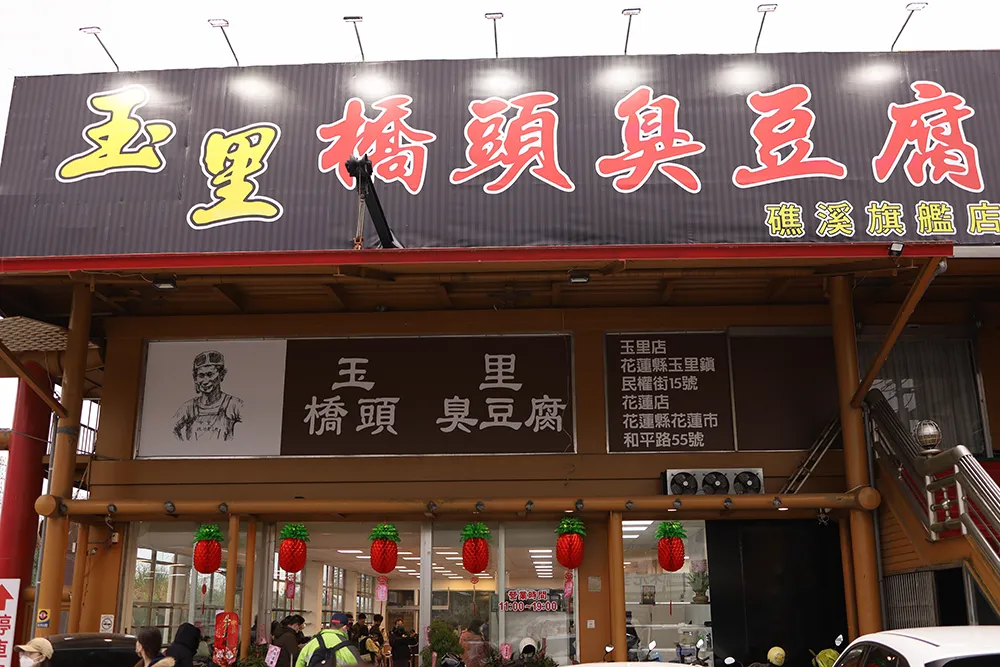 玉里橋頭臭豆腐
礁溪旗艦店
玉里
橋頭 臭豆腐
玉里店
花蓮縣玉里鎮
民權街15號
花蓮店
花蓮縣花蓮市
和平路55號
營業時間
11:00~19:00
停車